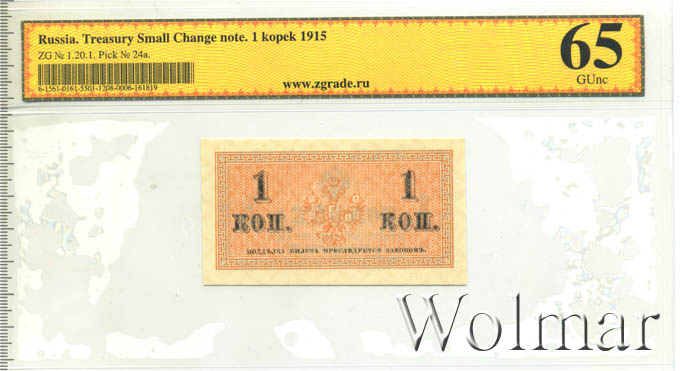 Russia. Treasury Small Change note. 1 kopek 1915
ZG № 1.20.1. Pick № 24a.
65
GUnc
www.zgrade.ru
6-1561-0161-5501-1208-0006-161819
1 1
КОП. КОП.
ПОДДѢЛКА БИЛЕТА ПРЕСЛѢДУЕТСЯ ЗАКОНОМЪ.
Wolmar